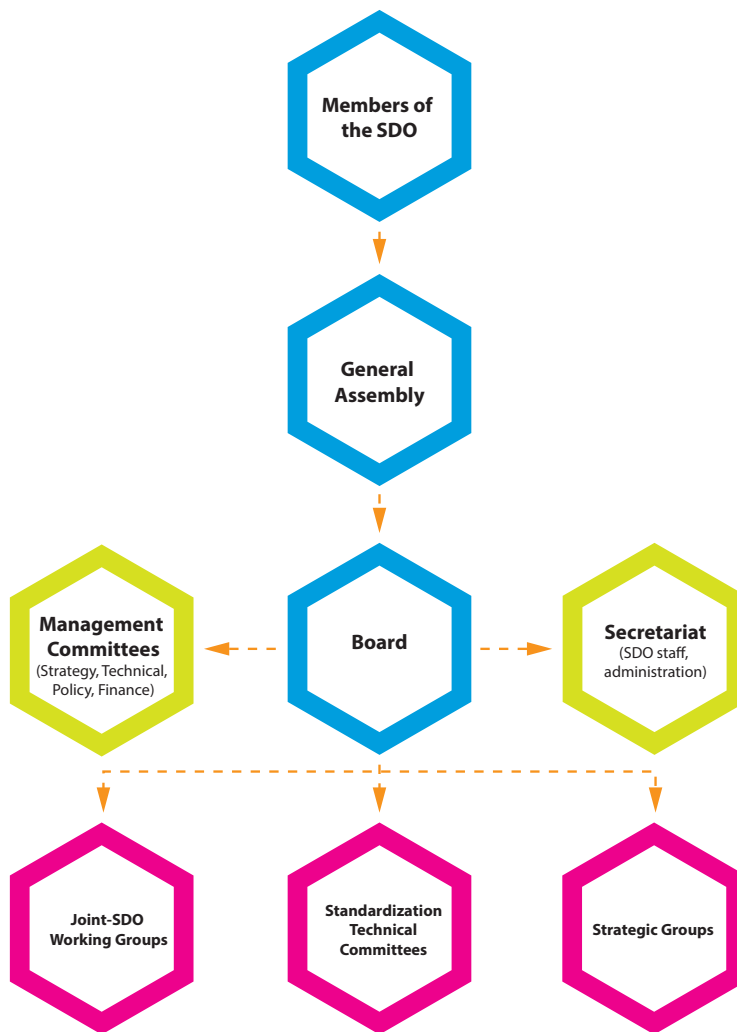 Members of
the SDO
General
Assembly
Management
Committees
(Strategy, Technical,
Policy, Finance)
Board
Secretariat
(SDO staff,
administration)
Joint-SDO
Working Groups
Standardization
Technical
Committees
Strategic Groups